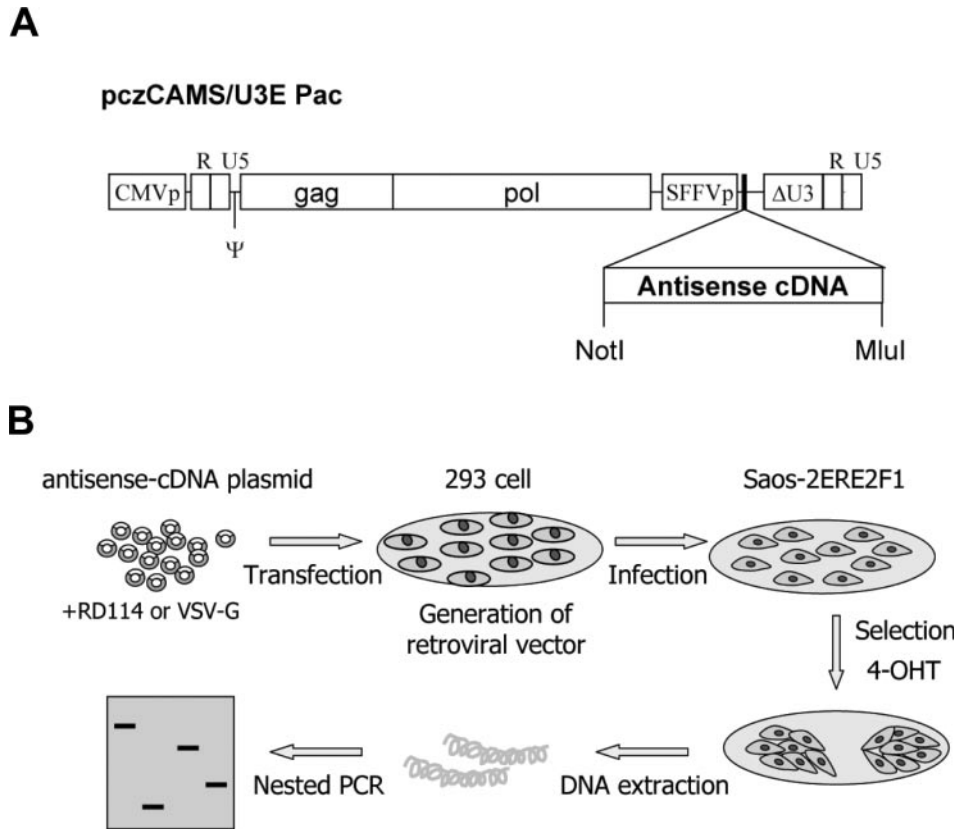 A
pczCAMS/U3E Pac
R U5
R U5
CMVp
gag
pol
SFFVp
ΔU3
Ψ
Antisense cDNA
NotI
MluI
B
antisense-cDNA plasmid
293 cell
Saos-2ERE2F1
Transfection
Infection
+RD114 or VSV-G
Generation of
retroviral vector
Selection
4-OHT
Nested PCR
DNA extraction